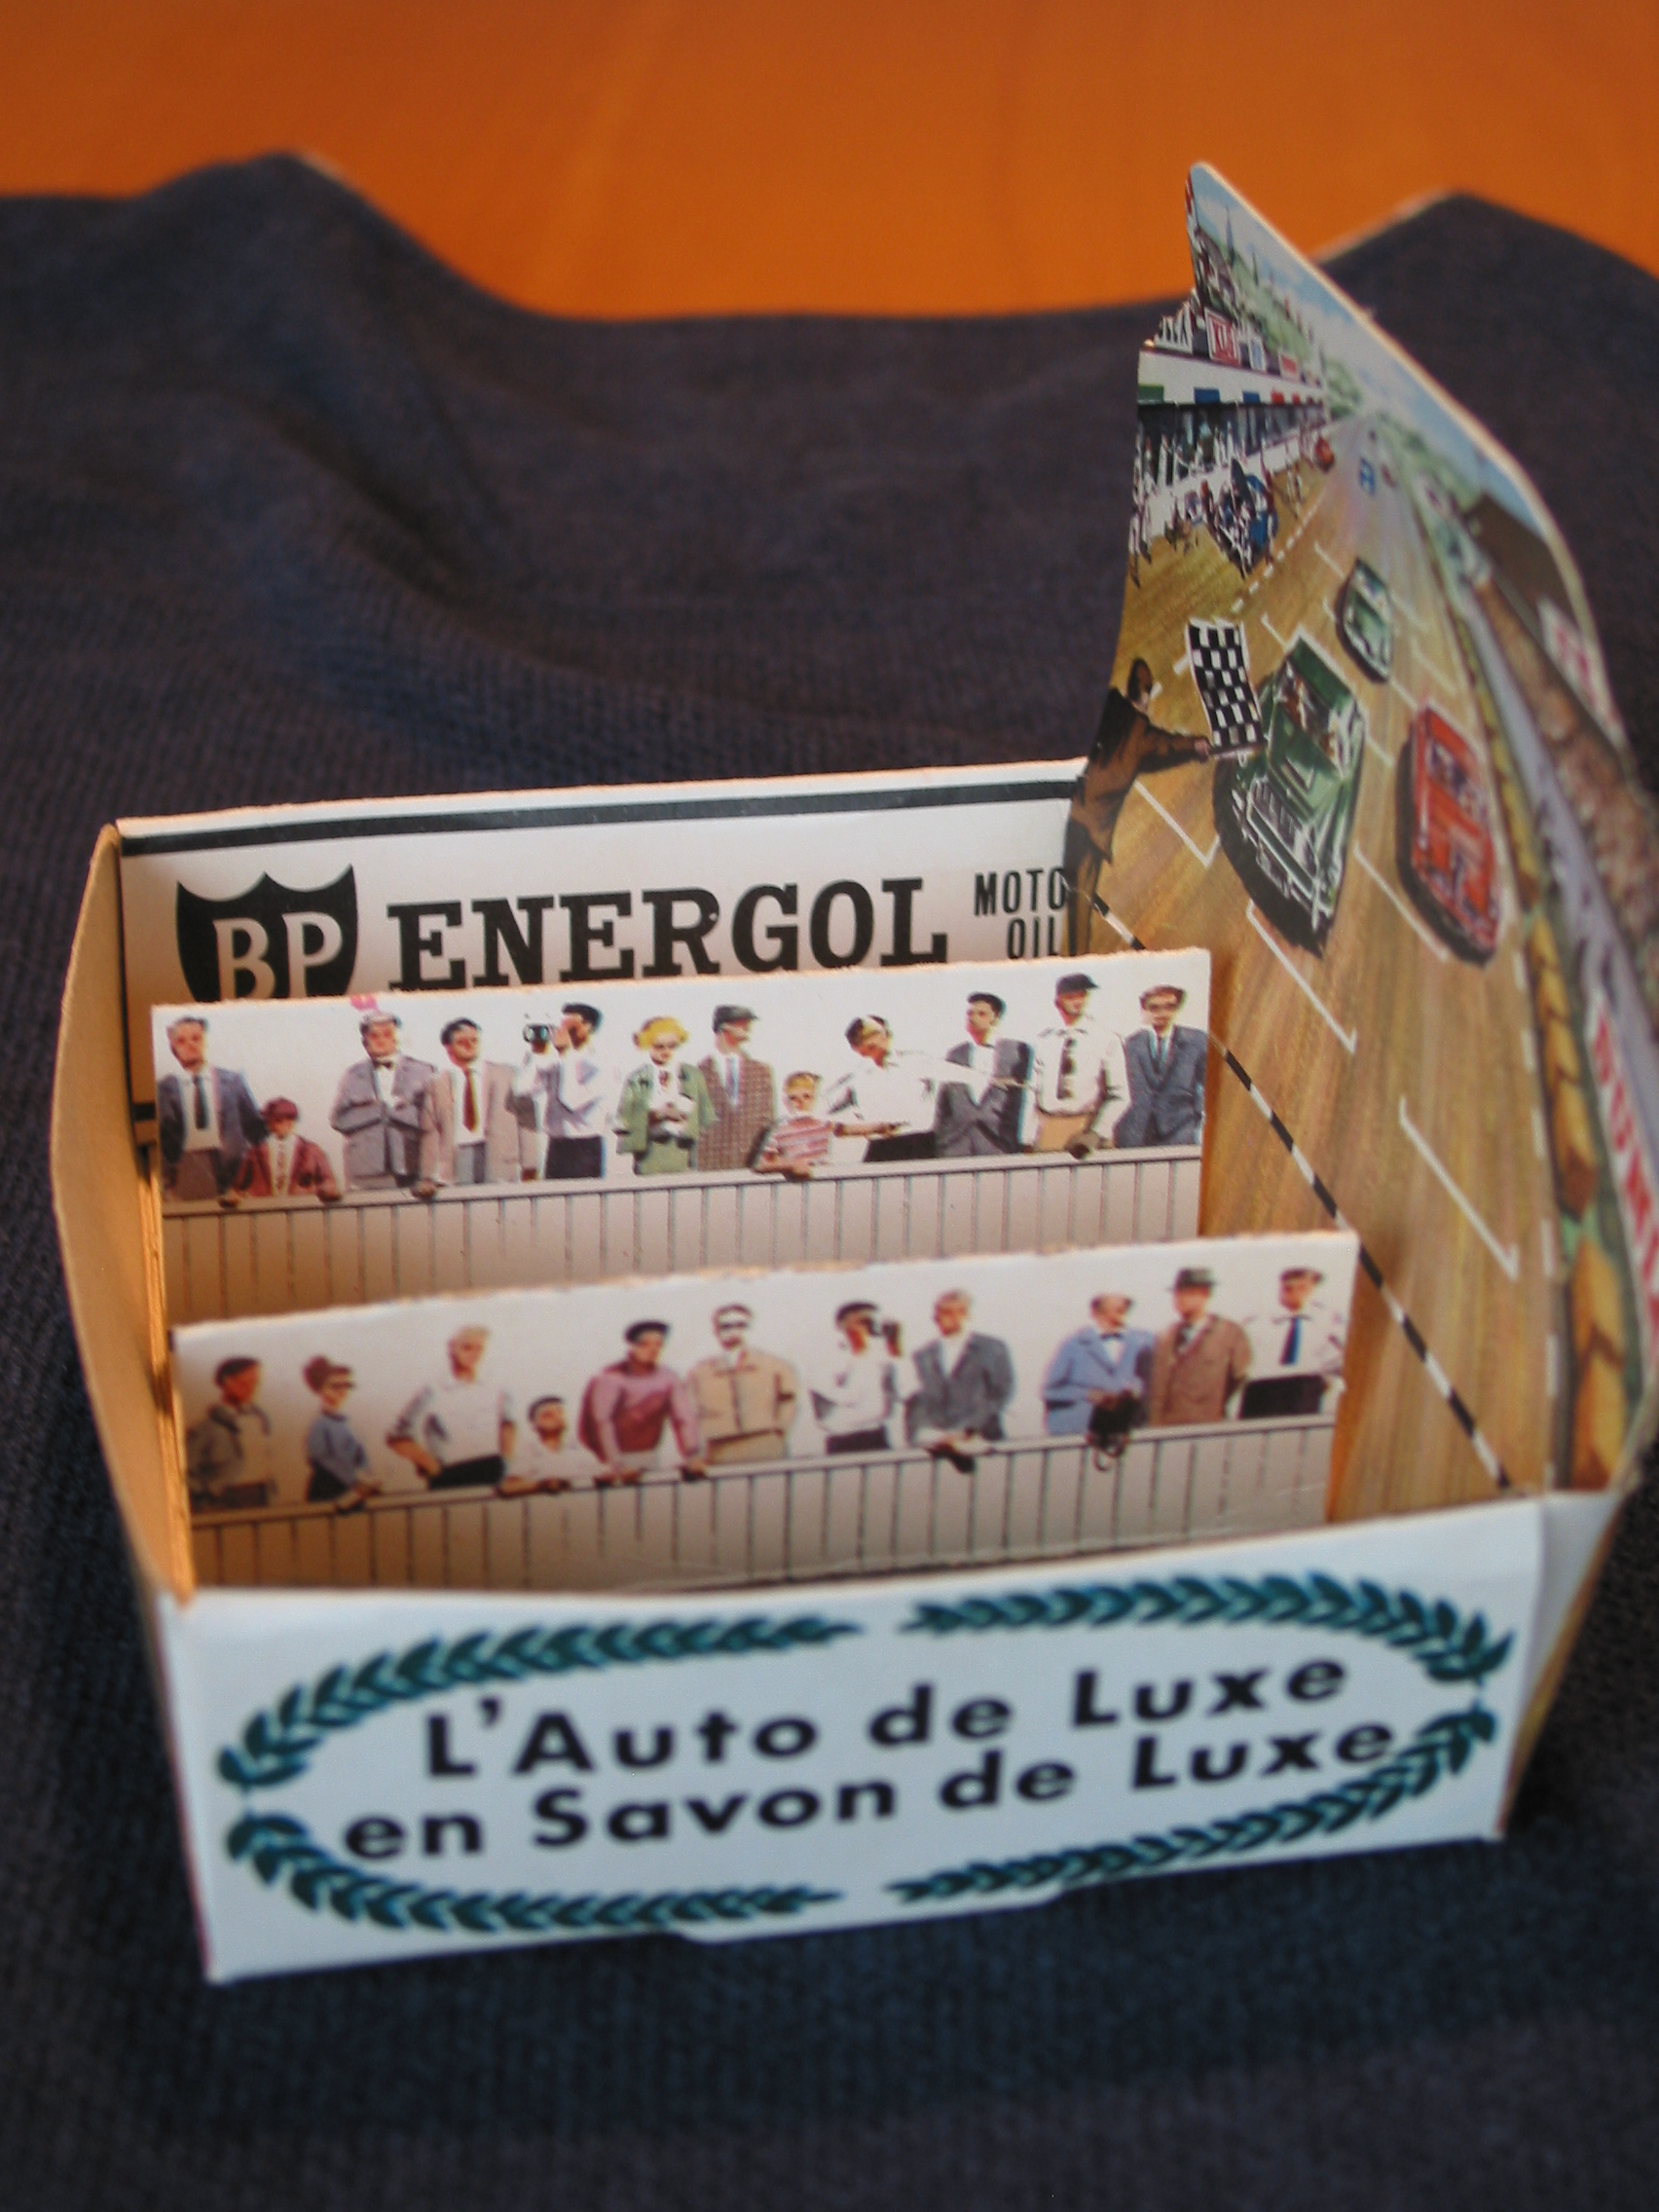 BP ENERGOL MOTO
OIL
L'Auto de Luxe
en Savon de Luxe